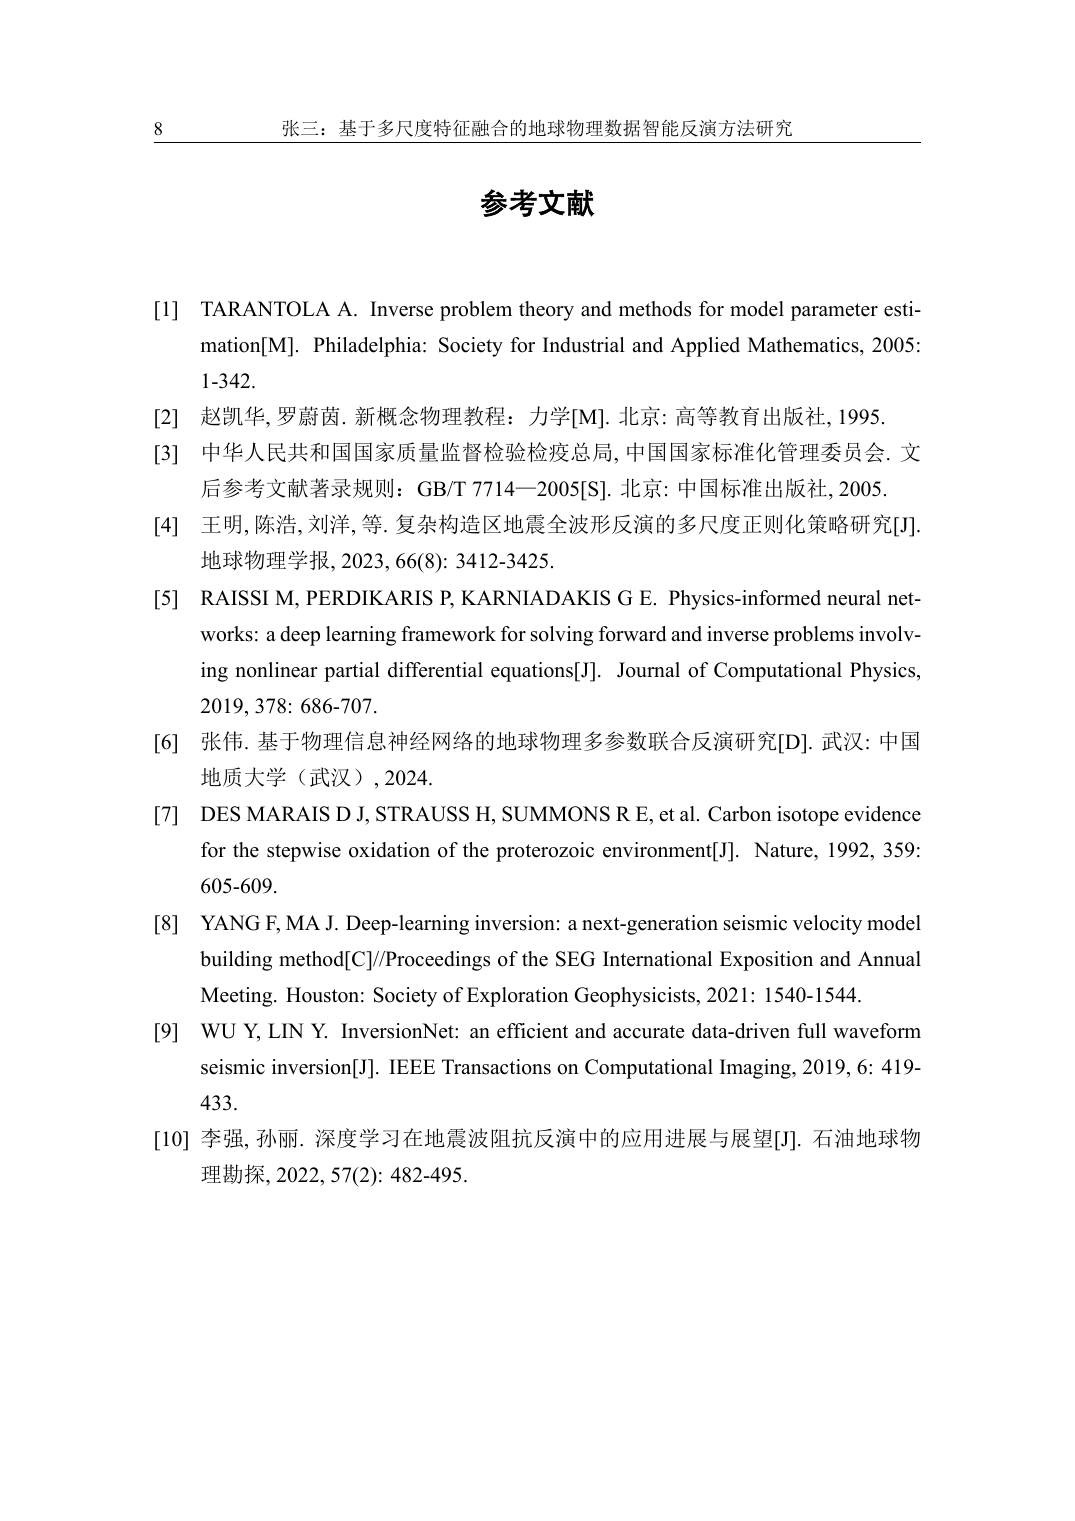 8 张三：基于多尺度特征融合的地球物理数据智能反演方法研究
参考文献
[1] TARANTOLA A. Inverse problem theory and methods for model parameter esti-
mation[M]. Philadelphia: Society for Industrial and Applied Mathematics, 2005:
1-342.
[2] 赵凯华, 罗蔚茵. 新概念物理教程：力学[M]. 北京: 高等教育出版社, 1995.
[3] 中华人民共和国国家质量监督检验检疫总局, 中国国家标准化管理委员会. 文
后参考文献著录规则：GB/T 7714—2005[S]. 北京: 中国标准出版社, 2005.
[4] 王明, 陈浩, 刘洋, 等. 复杂构造区地震全波形反演的多尺度正则化策略研究[J].
地球物理学报, 2023, 66(8): 3412-3425.
[5] RAISSI M, PERDIKARIS P, KARNIADAKIS G E. Physics-informed neural net-
works: a deep learning framework for solving forward and inverse problems involv-
ing nonlinear partial differential equations[J]. Journal of Computational Physics,
2019, 378: 686-707.
[6] 张伟. 基于物理信息神经网络的地球物理多参数联合反演研究[D]. 武汉: 中国
地质大学（武汉）, 2024.
[7] DES MARAIS D J, STRAUSS H, SUMMONS R E, et al. Carbon isotope evidence
for the stepwise oxidation of the proterozoic environment[J]. Nature, 1992, 359:
605-609.
[8] YANG F, MA J. Deep-learning inversion: a next-generation seismic velocity model
building method[C]//Proceedings of the SEG International Exposition and Annual
Meeting. Houston: Society of Exploration Geophysicists, 2021: 1540-1544.
[9] WU Y, LIN Y. InversionNet: an efficient and accurate data-driven full waveform
seismic inversion[J]. IEEE Transactions on Computational Imaging, 2019, 6: 419-
433.
[10] 李强, 孙丽. 深度学习在地震波阻抗反演中的应用进展与展望[J]. 石油地球物
理勘探, 2022, 57(2): 482-495.